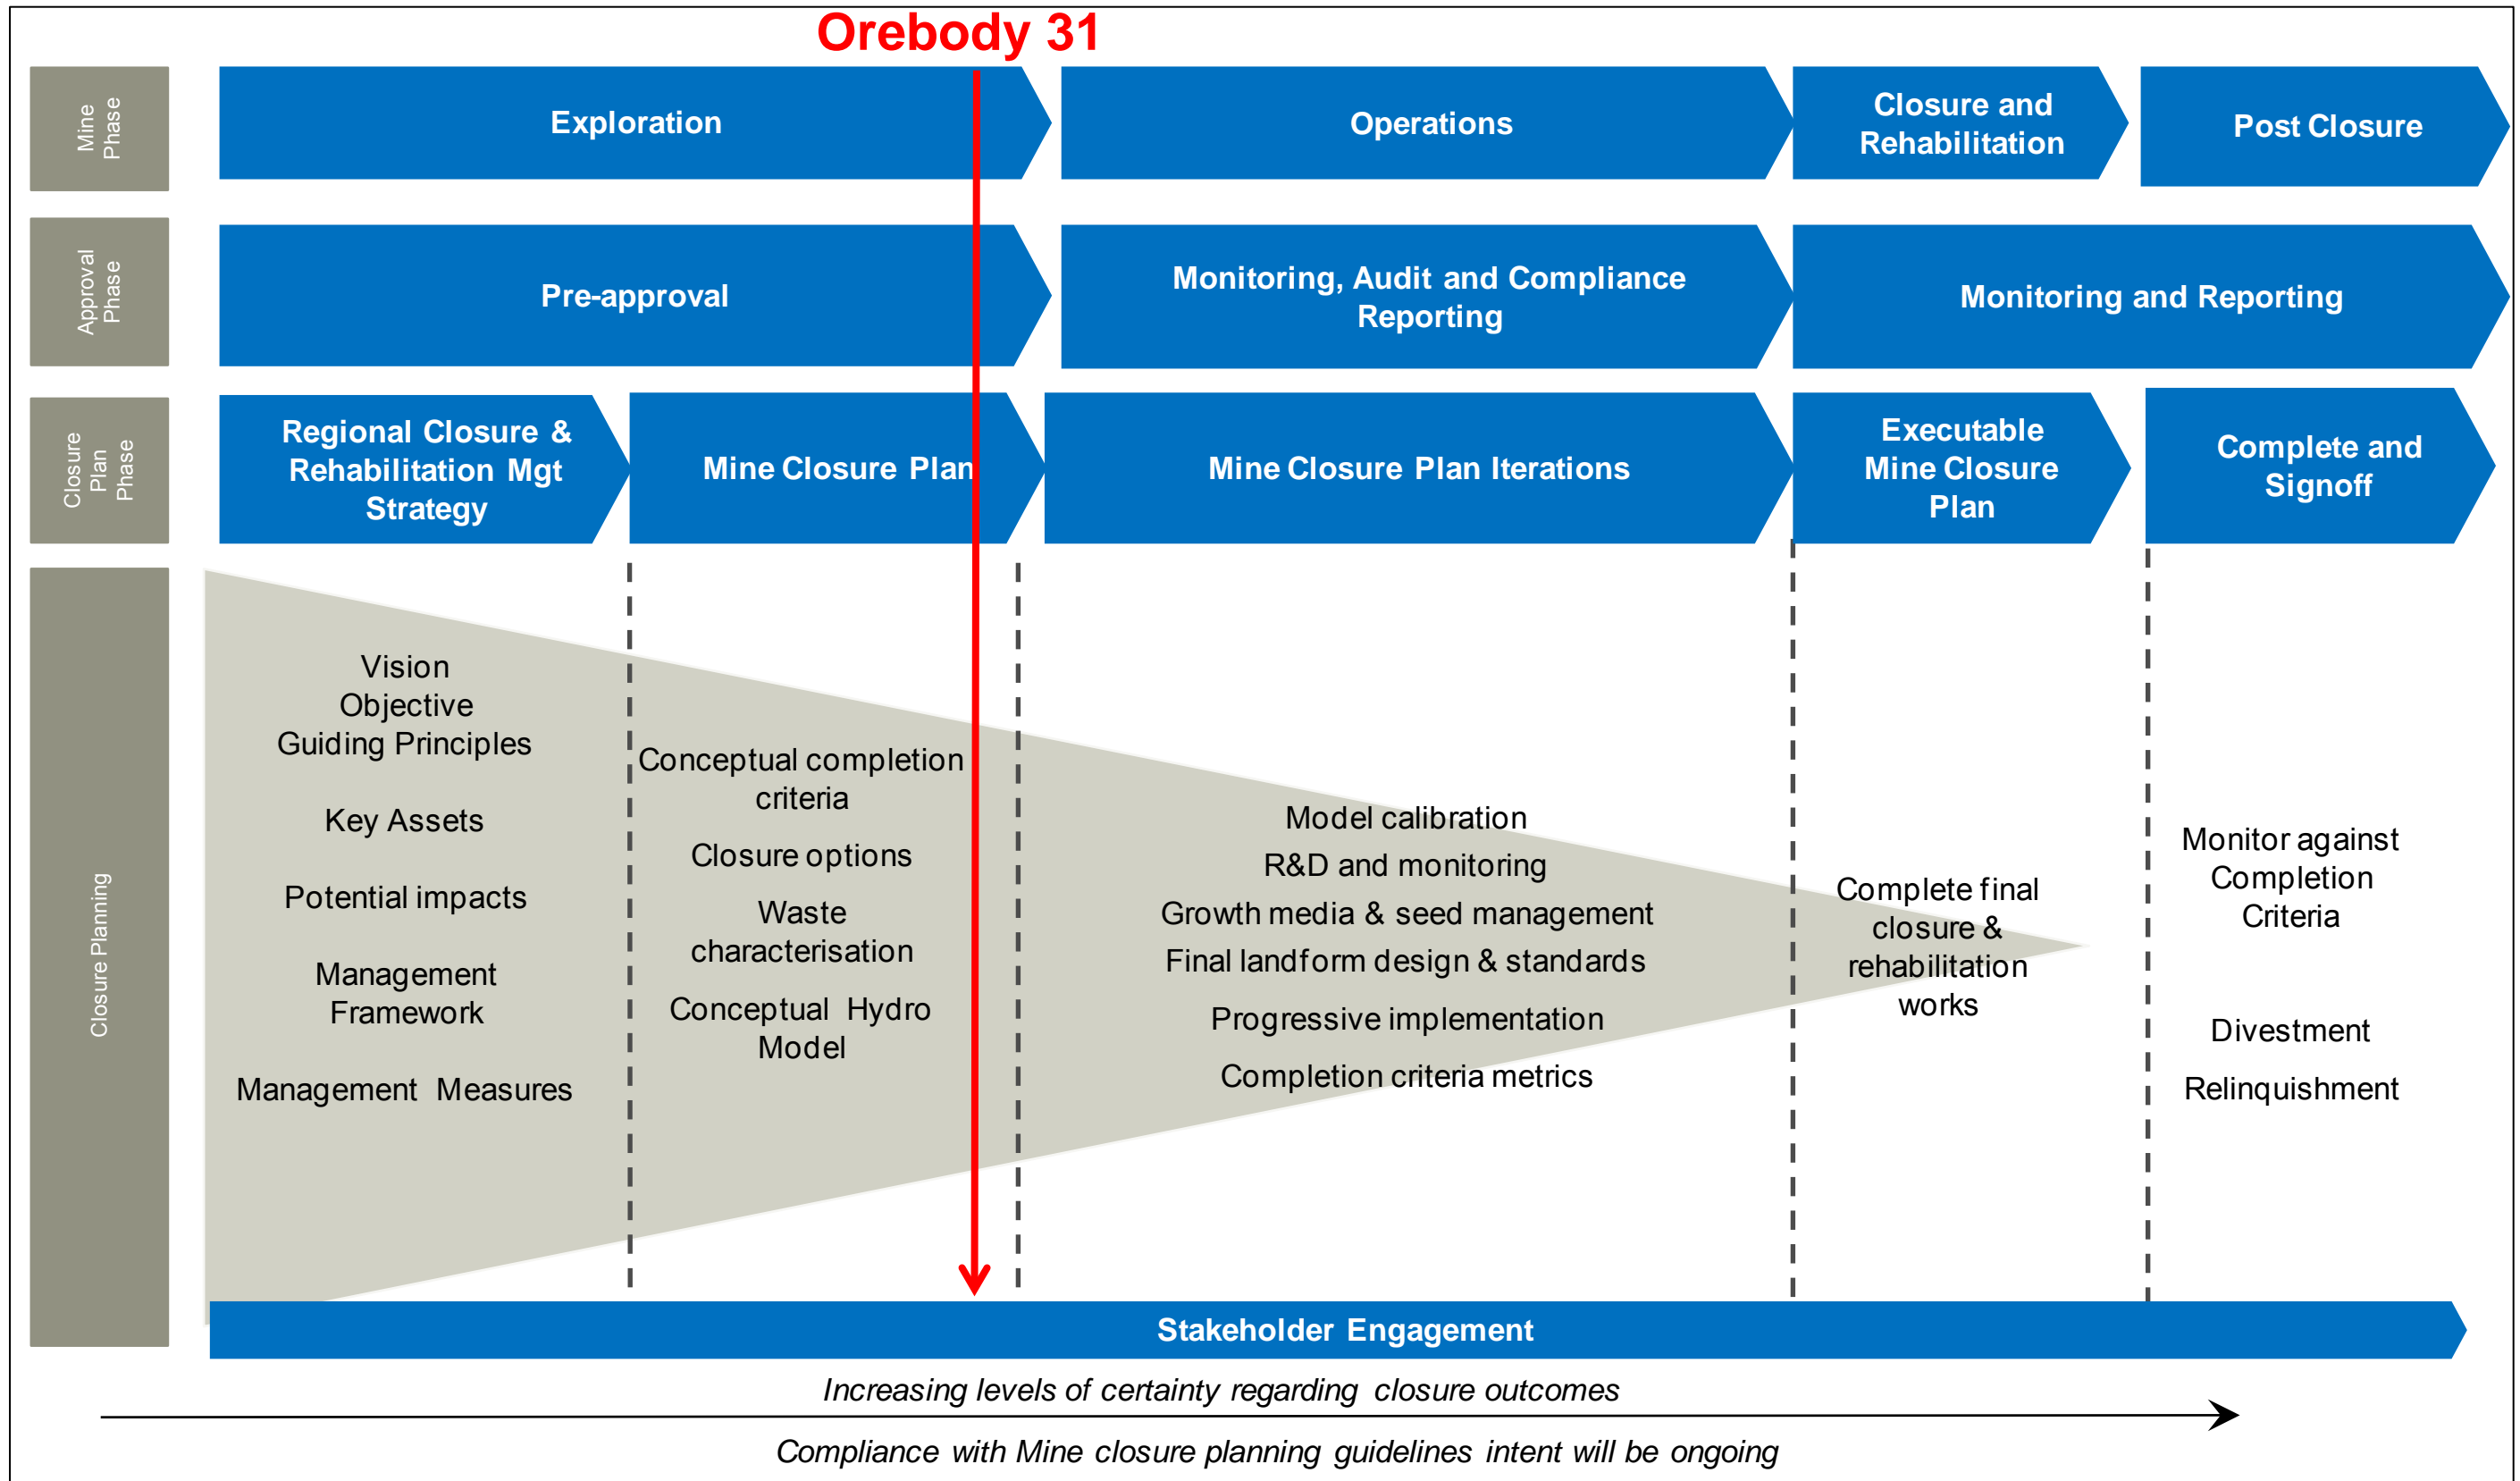 Orebody 31
Mine
Phase
Exploration
Operations
Closure and
Rehabilitation
Post Closure
Approval
Phase
Pre-approval
Monitoring, Audit and Compliance
Reporting
Monitoring and Reporting
Closure
Plan
Phase
Regional Closure &
Rehabilitation Mgt
Strategy
Mine Closure Plan
Mine Closure Plan Iterations
Executable
Mine Closure
Plan
Complete and
Signoff
Closure Planning
Vision
Objective
Guiding Principles
Key Assets
Potential impacts
Management
Framework
Management Measures
Conceptual completion
criteria
Closure options
Waste
characterisation
Conceptual Hydro
Model
Model calibration
R&D and monitoring
Growth media & seed management
Final landform design & standards
Progressive implementation
Completion criteria metrics
Complete final
closure &
rehabilitation
works
Monitor against
Completion
Criteria
Divestment
Relinquishment
Stakeholder Engagement
Increasing levels of certainty regarding closure outcomes
Compliance with Mine closure planning guidelines intent will be ongoing